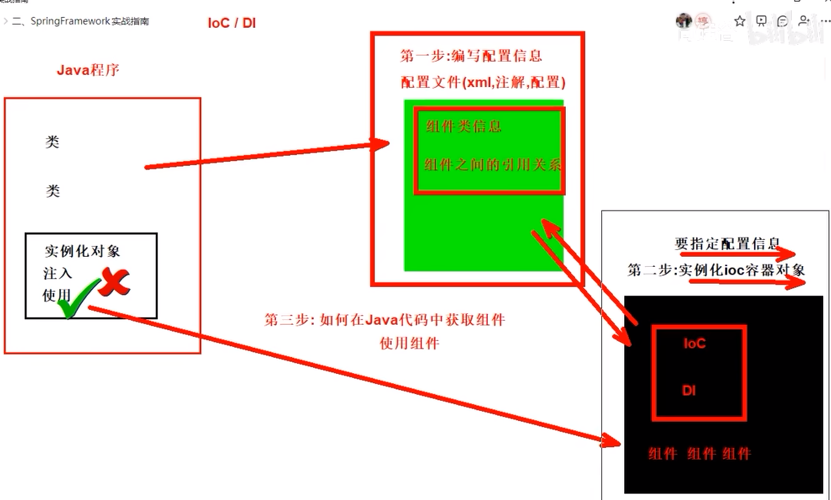 二、SpringFramework实战指南
IoC / DI
Java程序
类
类
实例化对象
注入
使用
第一步:编写配置信息
配置文件(xml,注解,配置)
组件类信息
组件之间的引用关系
要指定配置信息
第二步:实例化ioc容器对象
IoC
DI
组件 组件 组件
第三步: 如何在Java代码中获取组件
使用组件
bilibili